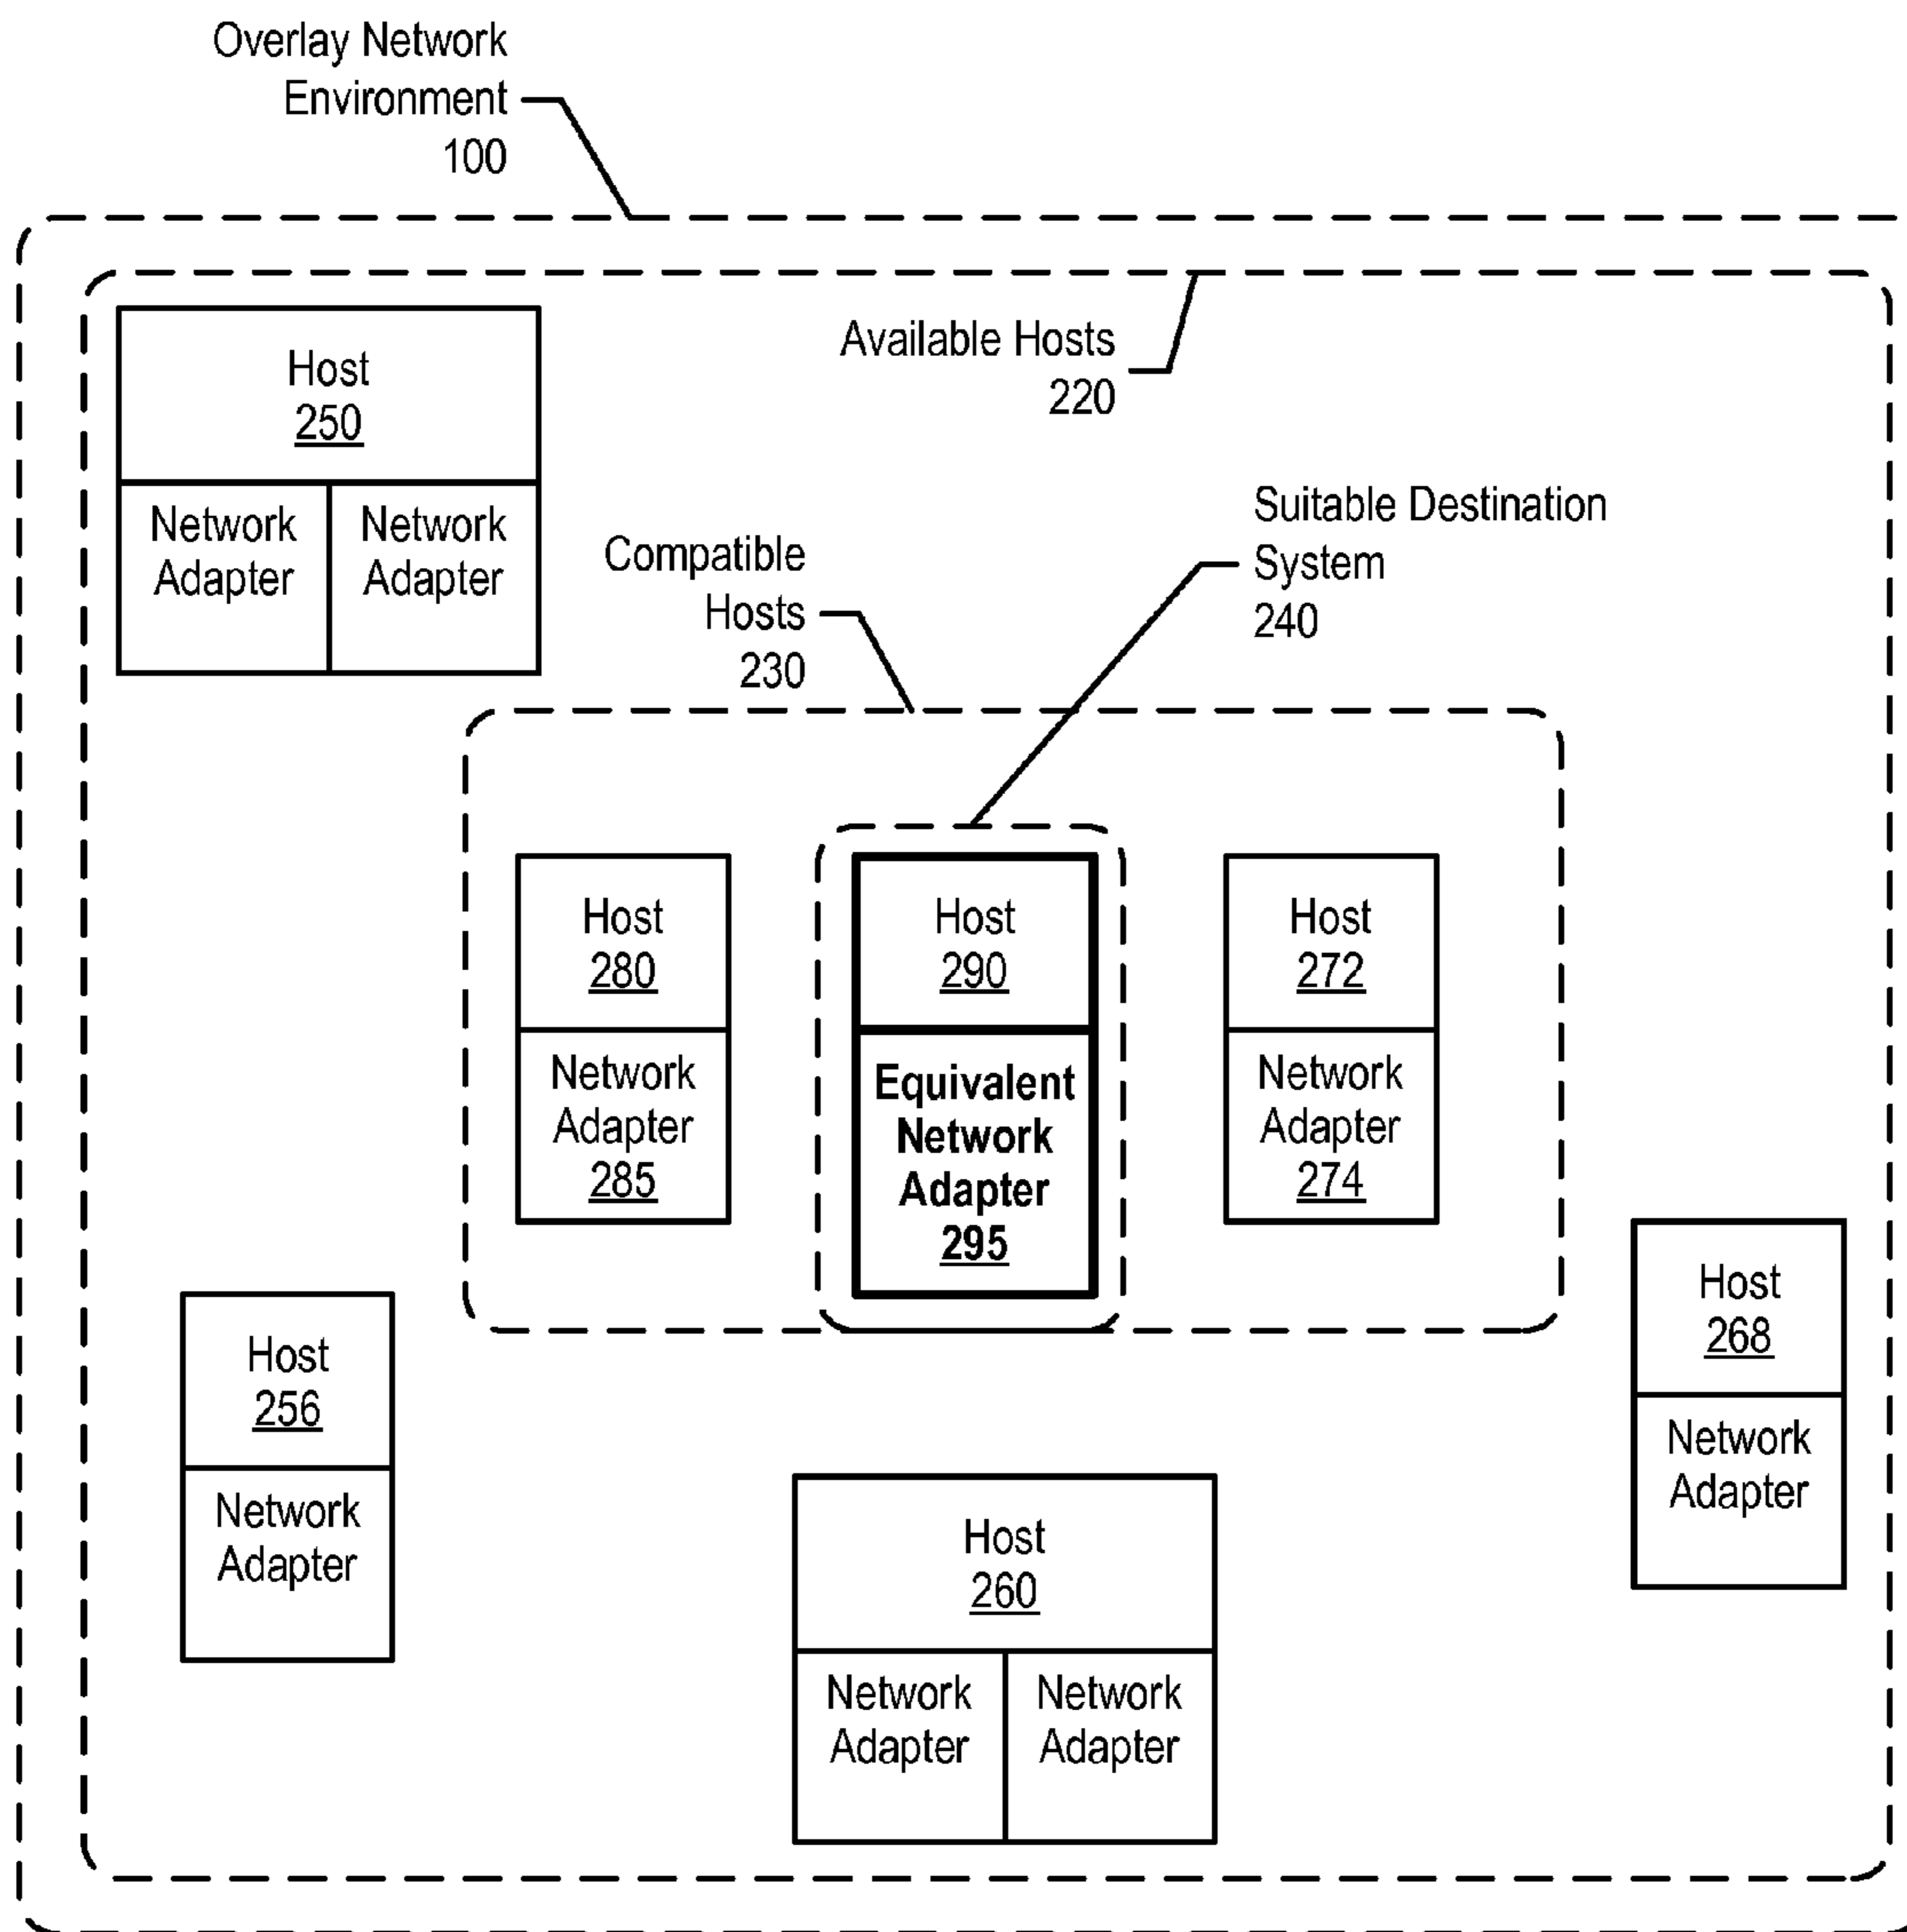 Overlay Network
Environment
100
Available Hosts
220
Host
250
Network
Adapter
Network
Adapter
Suitable Destination
System
240
Compatible
Hosts
230
Host
280
Network
Adapter
285
Host
290
Equivalent
Network
Adapter
295
Host
272
Network
Adapter
274
Host
268
Network
Adapter
Host
256
Network
Adapter
Host
260
Network
Adapter
Network
Adapter